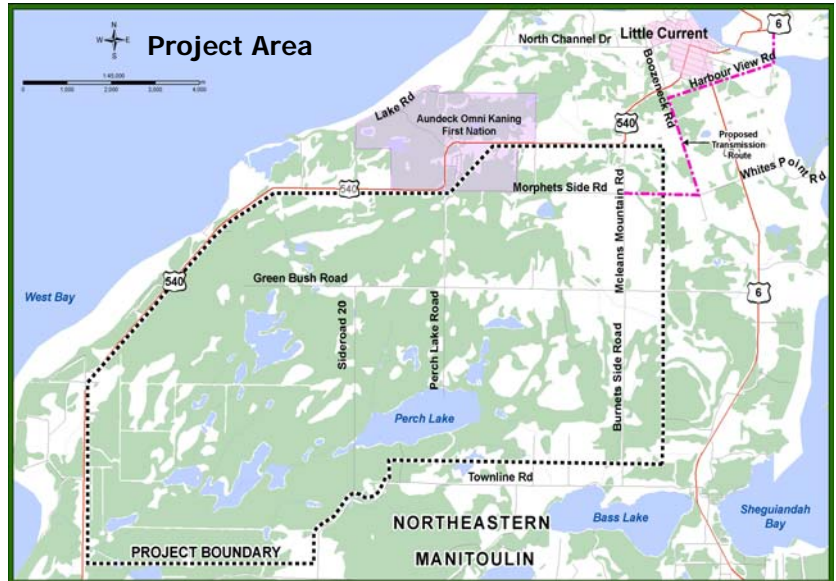 Project Area
N
W E
S
1:45,000
0 1,000 2,000 3,000 4,000
North Channel Dr
Little Current
6
Boozeneck Rd
Harbour View Rd
Lake Rd
Aundeck Omni Kaning
First Nation
540
540
Proposed
Transmission
Route
Whites Point Rd
540
Morphets Side Rd
Mcleans Mountain Rd
West Bay
540
Green Bush Road
6
Sideroad 20
Perch Lake Road
Burnets Side Road
Perch Lake
Townline Rd
NORTHEASTERN
MANITOULIN
Bass Lake
Sheguiandah
Bay
PROJECT BOUNDARY